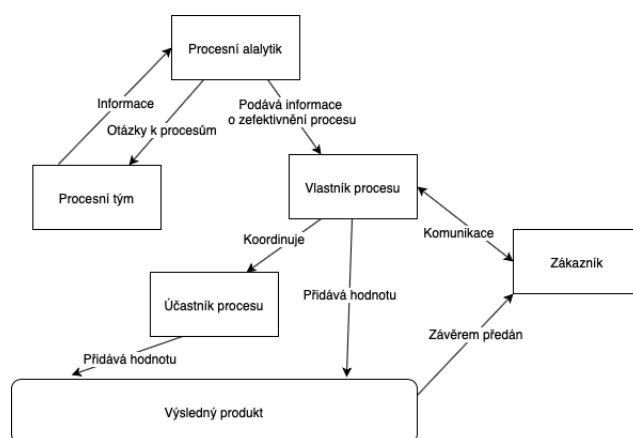 Procesní alalytik
Informace
Podává informace
o zefektivnění procesu
Otázky k procesům
Procesní tým
Vlastník procesu
Komunikace
Koordinuje
Zákazník
Účastník procesu
Přidává hodnotu
Závěrem předán
Přidává hodnotu
Výsledný produkt